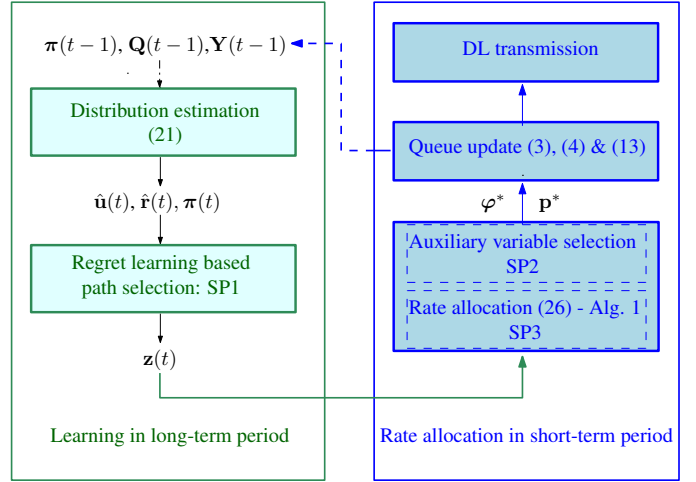 π(t−1), Q(t−1),Y(t−1)
Distribution estimation
(21)
û(t), r̂(t), π(t)
Regret learning based
path selection: SP1
z(t)
Learning in long-term period
DL transmission
Queue update (3), (4) & (13)
φ* p*
Auxiliary variable selection
SP2
Rate allocation (26) - Alg. 1
SP3
Rate allocation in short-term period